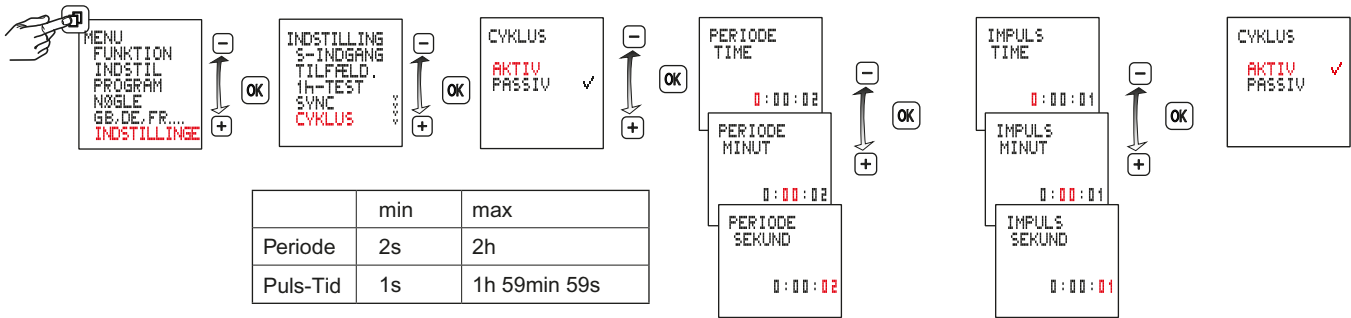 MENU
FUNKTION
INDSTIL
PROGRAM
NØGLE
GB,DE,FR....
INDSTILLINGE
-
OK
+
INDSTILLING
S-INDGANG
TILFÆLD.
1h-TEST
SYNC
CYKLUS
-
OK
+
CYKLUS
AKTIV
PASSIV ✓
-
OK
+
PERIODE
TIME
0:00:02
PERIODE
MINUT
0:00:02
PERIODE
SEKUND
0:00:02
-
OK
+
IMPULS
TIME
0:00:01
IMPULS
MINUT
0:00:01
IMPULS
SEKUND
0:00:01
-
OK
+
CYKLUS
AKTIV ✓
PASSIV
min max
Periode 2s 2h
Puls-Tid 1s 1h 59min 59s